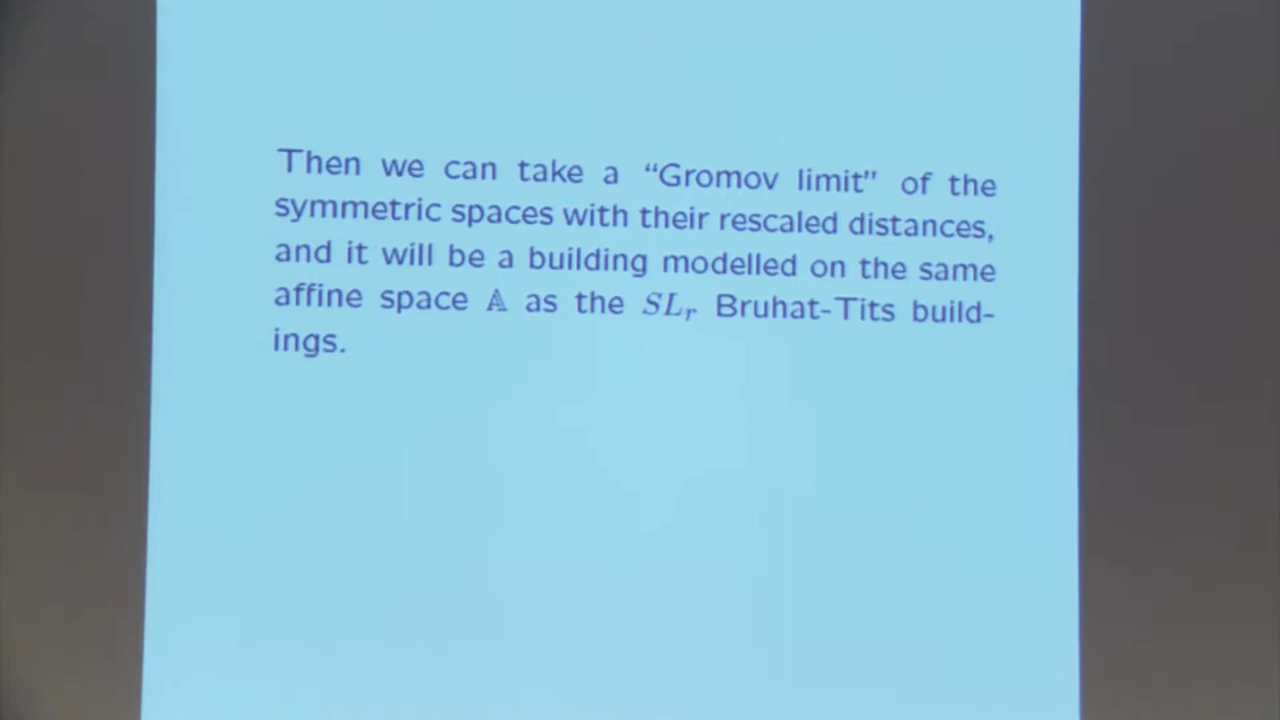 Then we can take a “Gromov limit” of the
symmetric spaces with their rescaled distances,
and it will be a building modelled on the same
affine space 𝔸 as the SLᵣ Bruhat-Tits build-
ings.